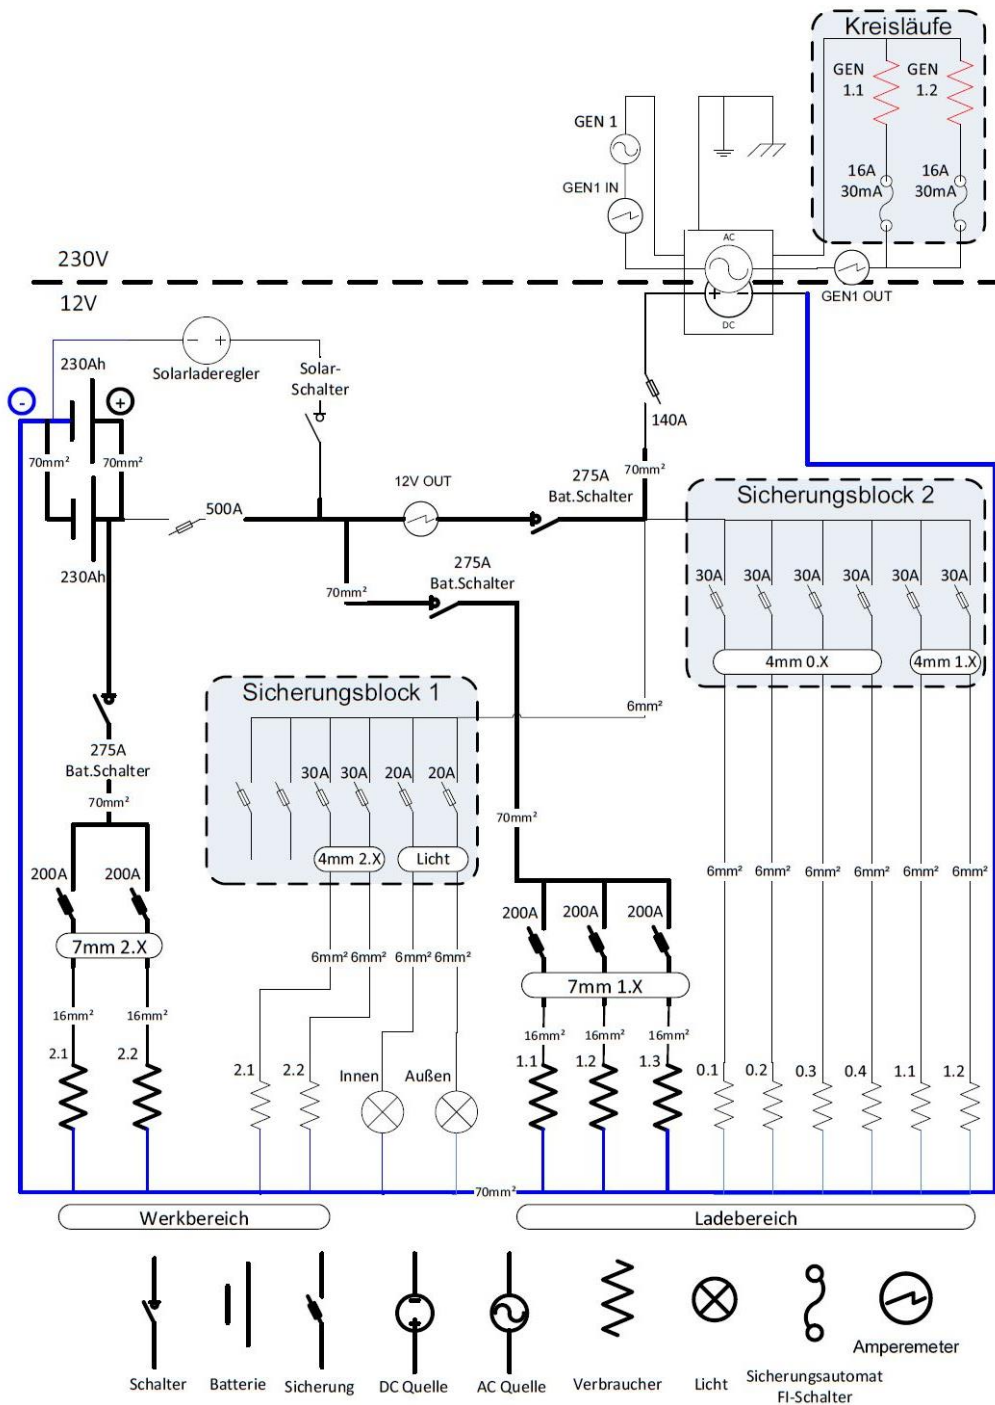 Kreisläufe
GEN
1.1
GEN
1.2
GEN 1
GEN1 IN
16A
30mA
16A
30mA
AC
230V
GEN1 OUT
12V
DC
230Ah
Solarladeregler
Solar-
Schalter
-
+
140A
70mm²
70mm²
70mm²
12V OUT
275A
Bat.Schalter
Sicherungsblock 2
500A
230Ah
275A
Bat.Schalter
70mm²
30A
30A
30A
30A
30A
30A
4mm 0.X
4mm 1.X
Sicherungsblock 1
6mm²
275A
Bat.Schalter
30A
30A
20A
20A
70mm²
70mm²
4mm 2.X
Licht
200A
200A
6mm²
6mm²
6mm²
6mm²
6mm²
6mm²
200A
200A
200A
7mm 2.X
6mm²
6mm²
6mm²
6mm²
7mm 1.X
16mm²
16mm²
16mm²
16mm²
16mm²
2.1
2.2
2.1
2.2
Innen
Außen
1.1
1.2
1.3
0.1
0.2
0.3
0.4
1.1
1.2
70mm²
Werkbereich
Ladebereich
Schalter
Batterie
Sicherung
DC Quelle
AC Quelle
Verbraucher
Licht
Sicherungsautomat
FI-Schalter
Amperemeter